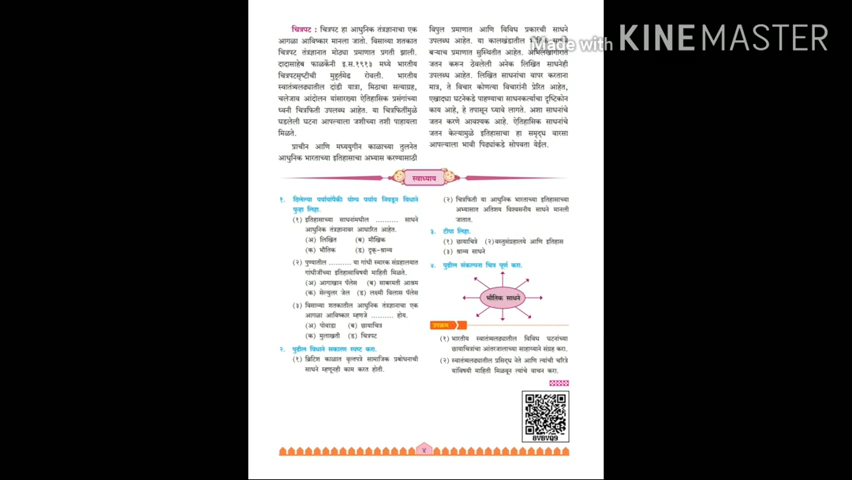 चित्रपट : चित्रपट हा आधुनिक तंत्रज्ञानाचा एक
आगळा आविष्कार मानला जातो. विसाव्या शतकात
चित्रपट तंत्रज्ञानात मोठ्या प्रमाणात प्रगती झाली.
दादासाहेब फाळकेंनी इ.स.१९१३ मध्ये भारतीय
चित्रपटसृष्टीची मुहूर्तमेढ रोवली. भारतीय
स्वातंत्र्यलढ्यातील दांडी यात्रा, मिठाचा सत्याग्रह,
चलेजाव आंदोलन यांसारख्या ऐतिहासिक प्रसंगांच्या
ध्वनी चित्रफिती उपलब्ध आहेत. या चित्रफितींमुळे
घडलेली घटना आपल्याला जशीच्या तशी पाहायला
मिळते.
प्राचीन आणि मध्ययुगीन काळाच्या तुलनेत
आधुनिक भारताच्या इतिहासाचा अभ्यास करण्यासाठी
विपुल प्रमाणात आणि विविध प्रकारची साधने
उपलब्ध आहेत. या कालखंडातील भौतिक साधने
बऱ्याच प्रमाणात सुस्थितीत आहेत. अभिलेखागारात
जतन करून ठेवलेली अनेक लिखित साधनेही
उपलब्ध आहेत. लिखित साधनांचा वापर करताना
मात्र, ते विचार कोणत्या विचारांनी प्रेरित आहेत,
एखाद्या घटनेकडे पाहण्याचा साधनकर्त्याचा दृष्टिकोन
काय आहे, हे तपासून घ्यावे लागते. अशा साधनांचे
जतन करणे आवश्यक आहे. ऐतिहासिक साधनांचे
जतन केल्यामुळे इतिहासाचा हा समृद्ध वारसा
आपल्याला भावी पिढ्यांकडे सोपवता येईल.
Made with KINEMASTER
स्वाध्याय
१. दिलेल्या पर्यायांपैकी योग्य पर्याय निवडून विधाने
पुन्हा लिहा.
(१) इतिहासाच्या साधनांमधील .......... साधने
आधुनिक तंत्रज्ञानावर आधारित आहेत.
(अ) लिखित (ब) मौखिक
(क) भौतिक (ड) दृक्-श्राव्य
(२) पुण्यातील .......... या गांधी स्मारक संग्रहालयात
गांधीजींच्या इतिहासाविषयी माहिती मिळते.
(अ) आगाखान पॅलेस (ब) साबरमती आश्रम
(क) सेल्युलर जेल (ड) लक्ष्मी विलास पॅलेस
(३) विसाव्या शतकातील आधुनिक तंत्रज्ञानाचा एक
आगळा आविष्कार म्हणजे .......... होय.
(अ) पोवाडा (ब) छायाचित्र
(क) मुलाखती (ड) चित्रपट
२. पुढील विधाने सकारण स्पष्ट करा.
(१) ब्रिटिश काळात वृत्तपत्रे सामाजिक प्रबोधनाची
साधने म्हणूनही काम करत होती.
(२) चित्रफिती या आधुनिक भारताच्या इतिहासाच्या
अभ्यासात अतिशय विश्वसनीय साधने मानली
जातात.
३. टीपा लिहा.
(१) छायाचित्रे (२) वस्तुसंग्रहालये आणि इतिहास
(३) श्राव्य साधने
४. पुढील संकल्पना चित्र पूर्ण करा.
भौतिक साधने
उपक्रम
(१) भारतीय स्वातंत्र्यलढ्यातील विविध घटनांच्या
छायाचित्रांचा आंतरजालाच्या साहाय्याने संग्रह करा.
(२) स्वातंत्र्यलढ्यातील प्रसिद्ध नेते आणि त्यांची चरित्रे
यांविषयी माहिती मिळवून त्यांचे वाचन करा.
8VBVQ9
४